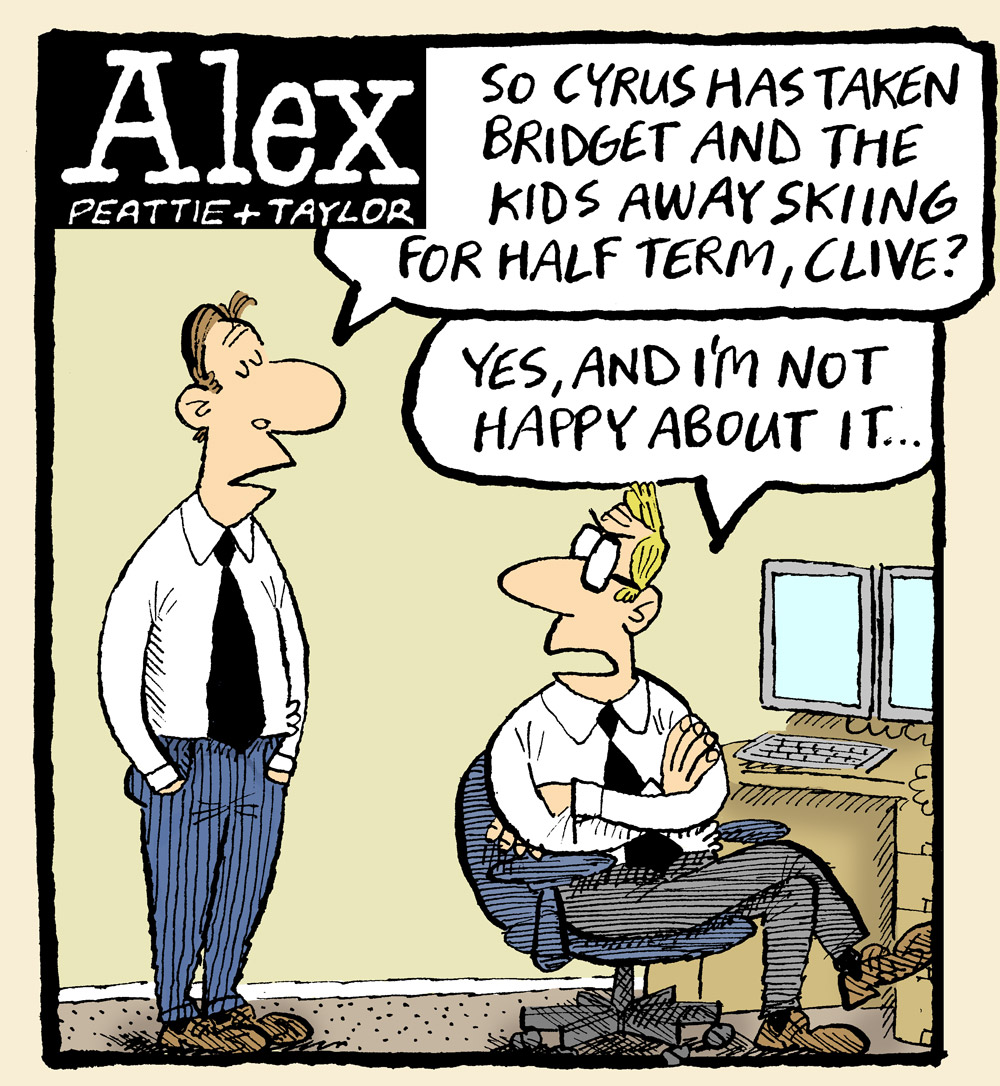 Alex
PEATTIE + TAYLOR
SO CYRUS HAS TAKEN
BRIDGET AND THE
KIDS AWAY SKIING
FOR HALF TERM, CLIVE?
YES, AND I'M NOT
HAPPY ABOUT IT...